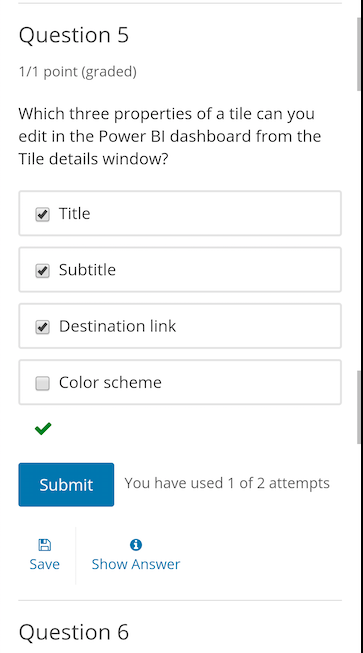 Question 5
1/1 point (graded)
Which three properties of a tile can you
edit in the Power BI dashboard from the
Tile details window?
Title
Subtitle
Destination link
Color scheme
Submit You have used 1 of 2 attempts
Save Show Answer
Question 6